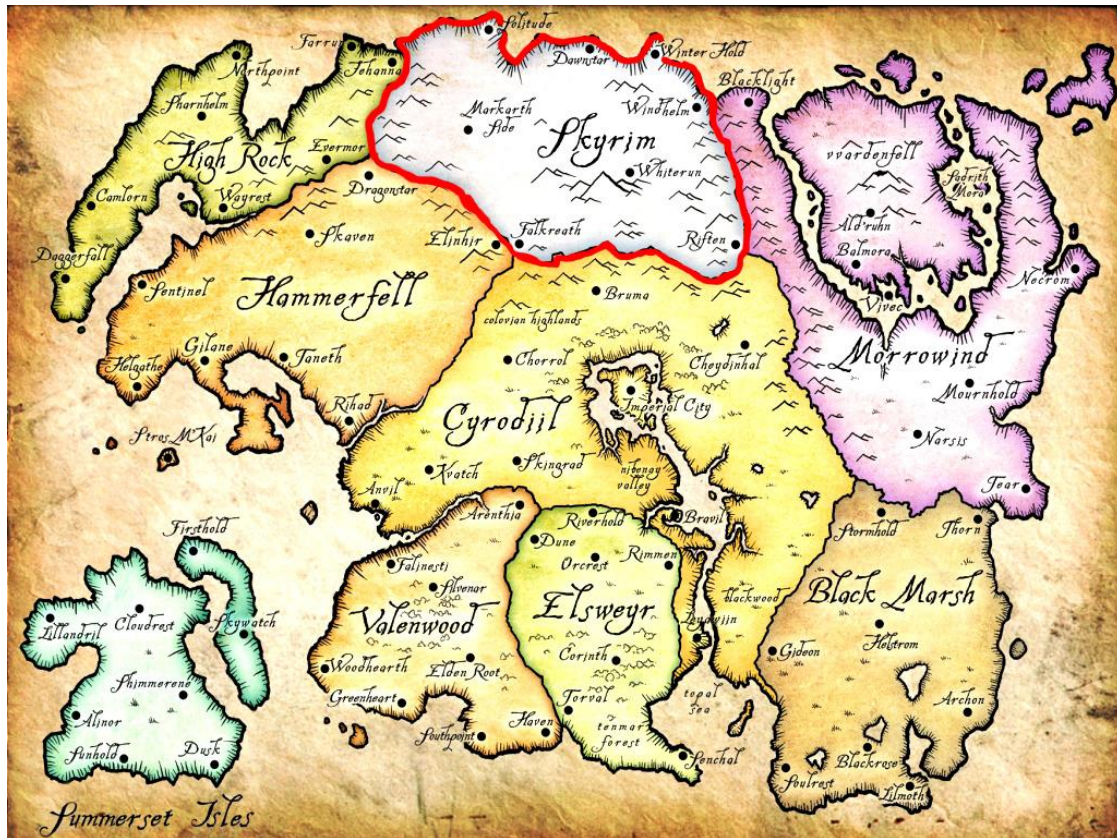 Solitude
Farrun
Dawnstar
Winter Hold
Northpoint
Jehanna
Blacklight
Sharnhelm
Markarth
Side
Windhelm
High Rock
Evermor
Skyrim
vvardenfell
Whiterun
Sadrith
Mora
Camlorn
Wayrest
Dragonstar
Ald'ruhn
Skaven
Elinhir
Falkreath
Riften
Balmora
Daggerfall
Necrom
Sentinel
Hammerfell
Bruma
Vivec
colovian highlands
Gilane
Taneth
Chorrol
Cheydinhal
Morrowind
Helgathe
Mournhold
Rihad
Imperial City
Cyrodiil
Stros M'Kai
Narsis
Kvatch
Skingrad
nibenay
valley
Anvil
Tear
Arenthia
Riverhold
Bravil
Stormhold
Thorn
Firsthold
Dune
Falinesti
Orcrest
Rimmen
Silvenar
Black Marsh
Valenwood
Elsweyr
blackwood
Cloudrest
Lillandril
Skywatch
Helstrom
Gideon
Corinth
Woodhearth
Elden Root
Shimmerene
Greenheart
Torval
topal
sea
Archon
Alinor
Haven
tenmar
forest
Southpoint
Sunhold
Dusk
Senchal
Blackrose
Soulrest
Lilmoth
Summerset Isles